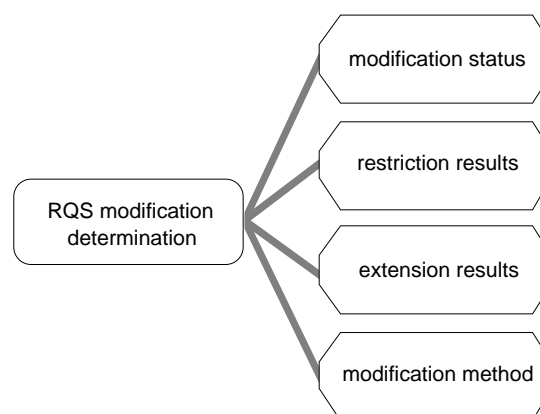 modification status
restriction results
RQS modification
determination
extension results
modification method